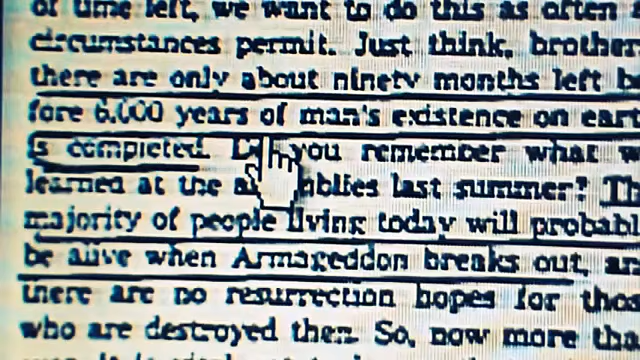 of time left, we want to do this as often
circumstances permit. Just think, brother
there are only about ninety months left b
fore 6,000 years of man's existence on eart
is completed. D you remember what w
learned at the as mblies last summer? Th
majority of people living today will probabl
be alive when Armageddon breaks out, an
there are no resurrection hopes for thos
who are destroyed then. So, now more tha